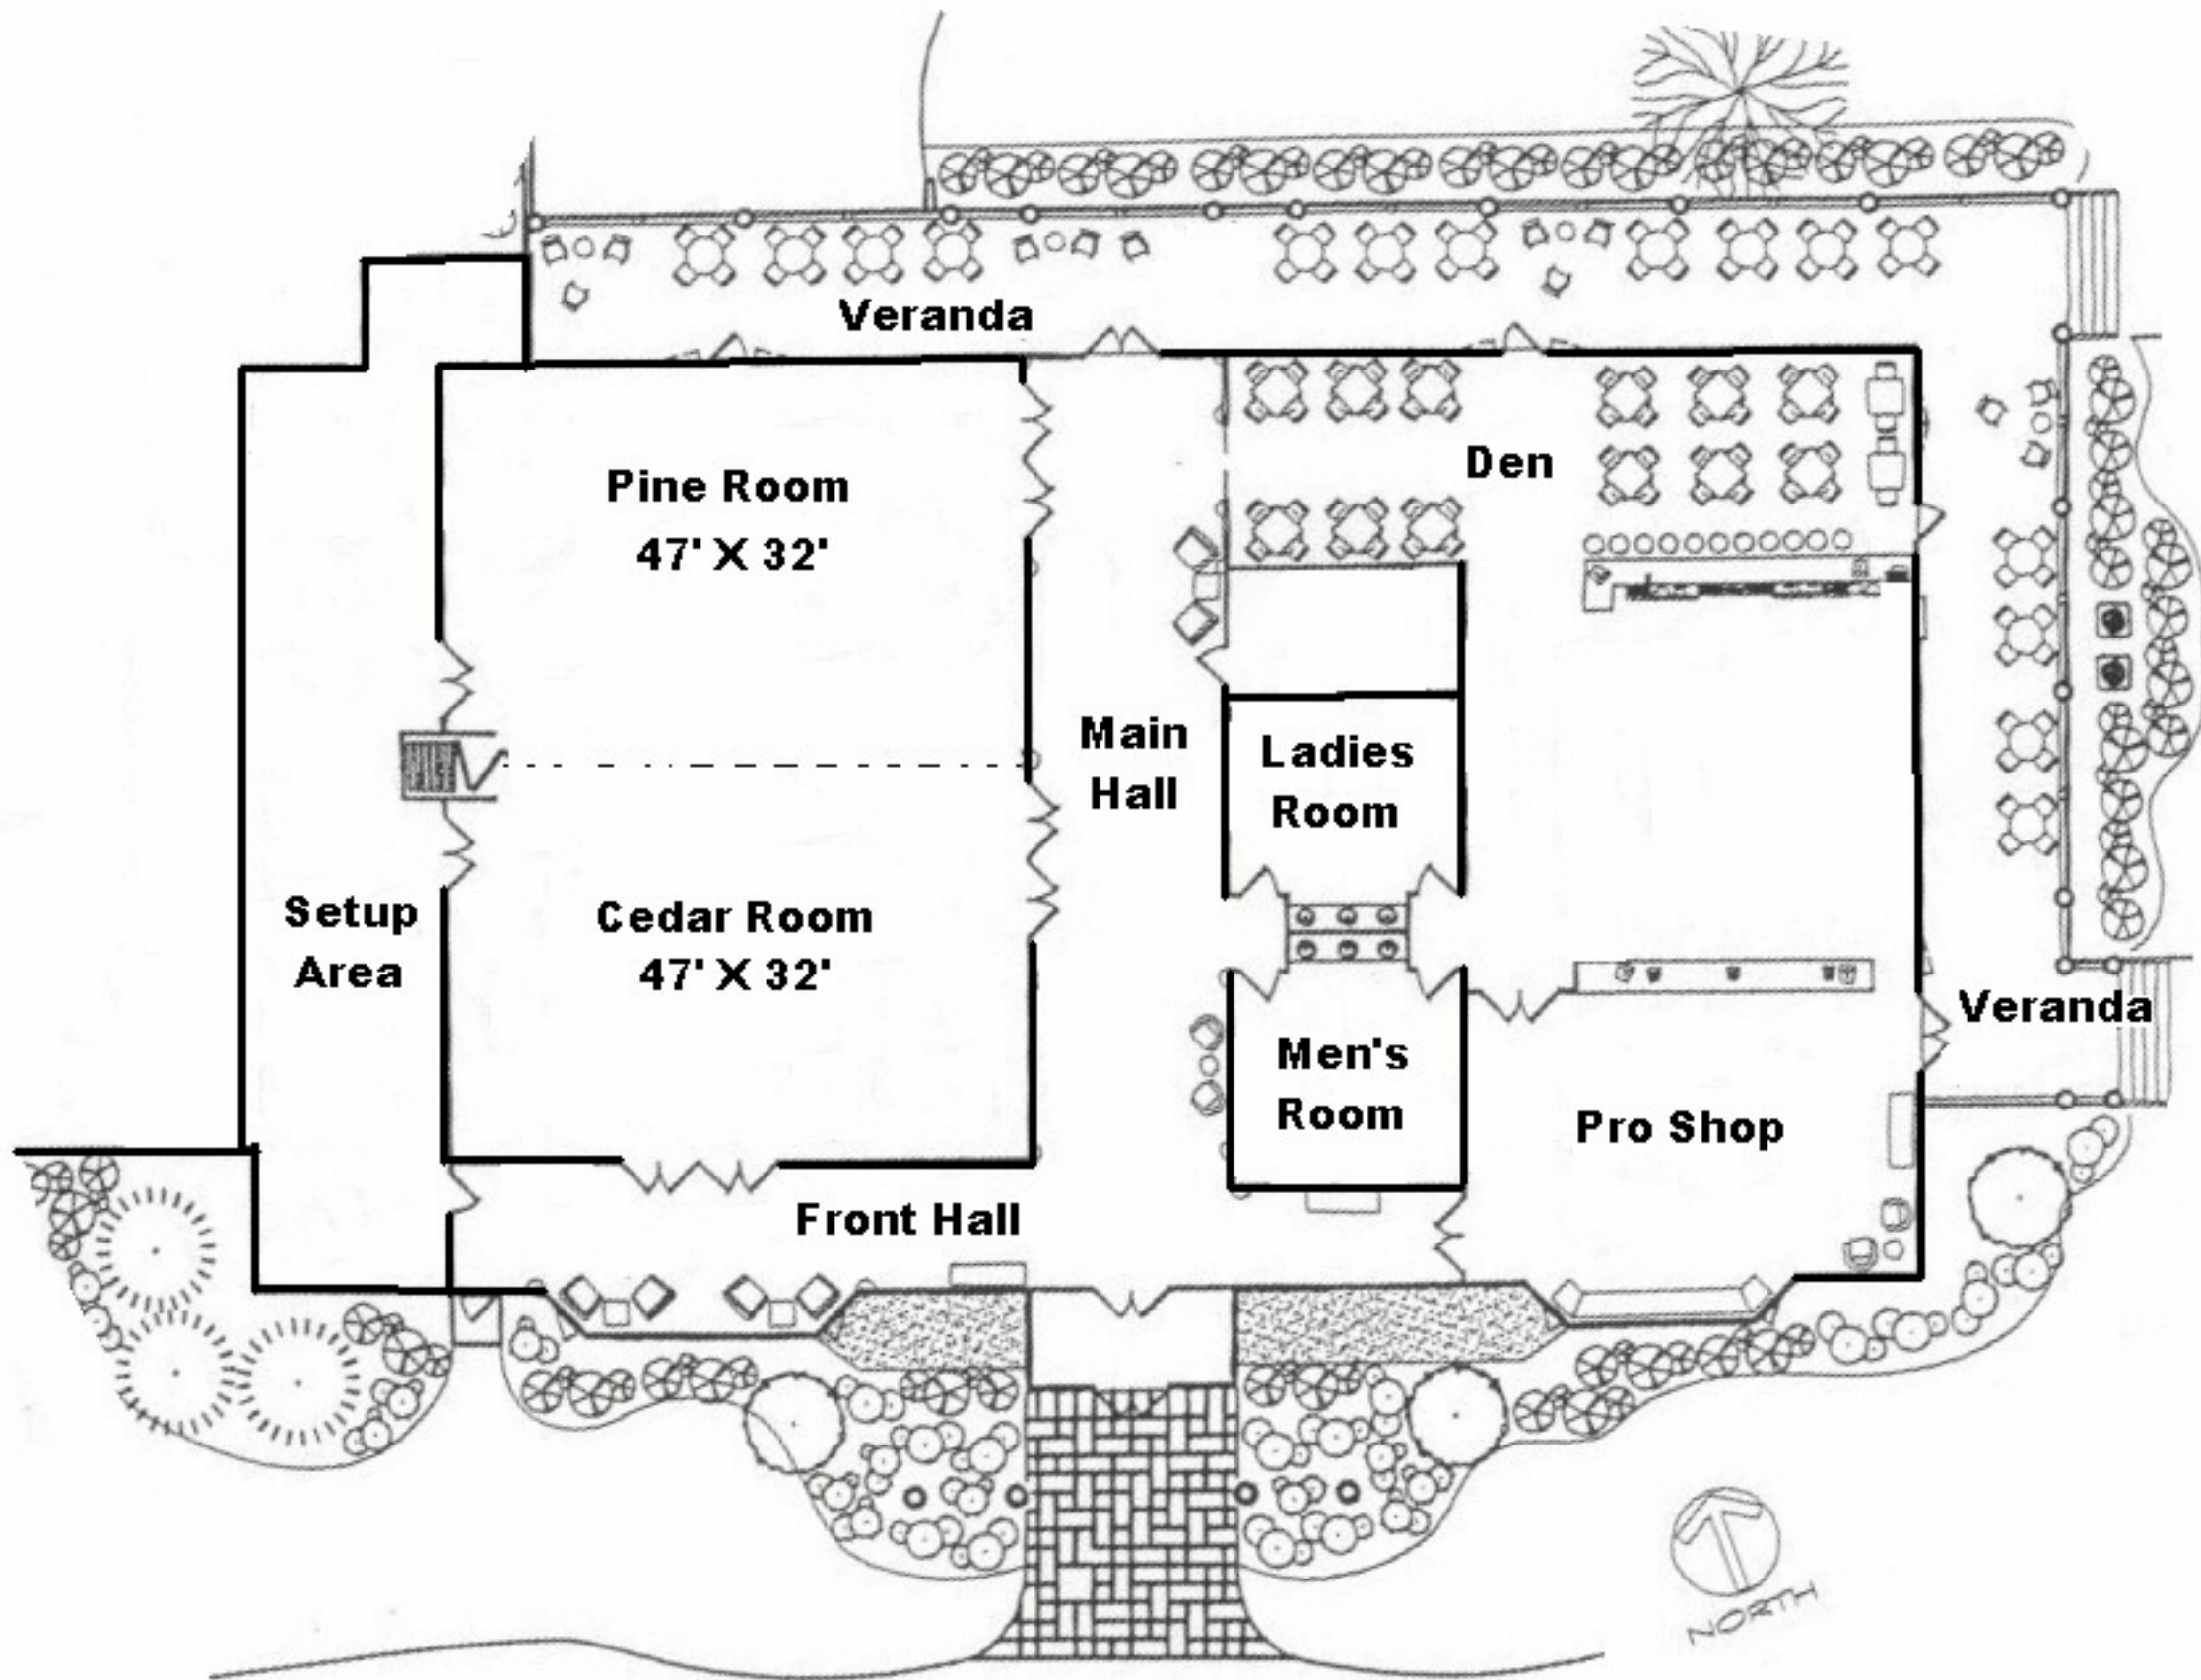 Veranda
Pine Room
47' X 32'
Den
Main
Hall
Ladies
Room
Setup
Area
Cedar Room
47' X 32'
Veranda
Men's
Room
Pro Shop
Front Hall
NORTH